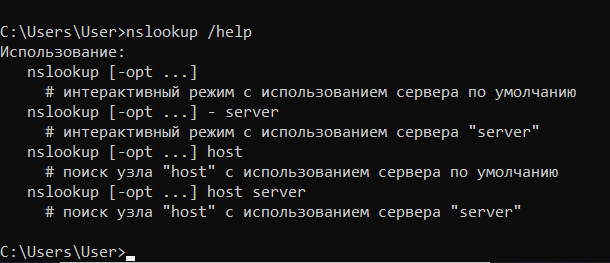 C:\Users\User>nslookup /help
Использование:
nslookup [-opt ...]
# интерактивный режим с использованием сервера по умолчанию
nslookup [-opt ...] - server
# интерактивный режим с использованием сервера "server"
nslookup [-opt ...] host
# поиск узла "host" с использованием сервера по умолчанию
nslookup [-opt ...] host server
# поиск узла "host" с использованием сервера "server"
C:\Users\User>